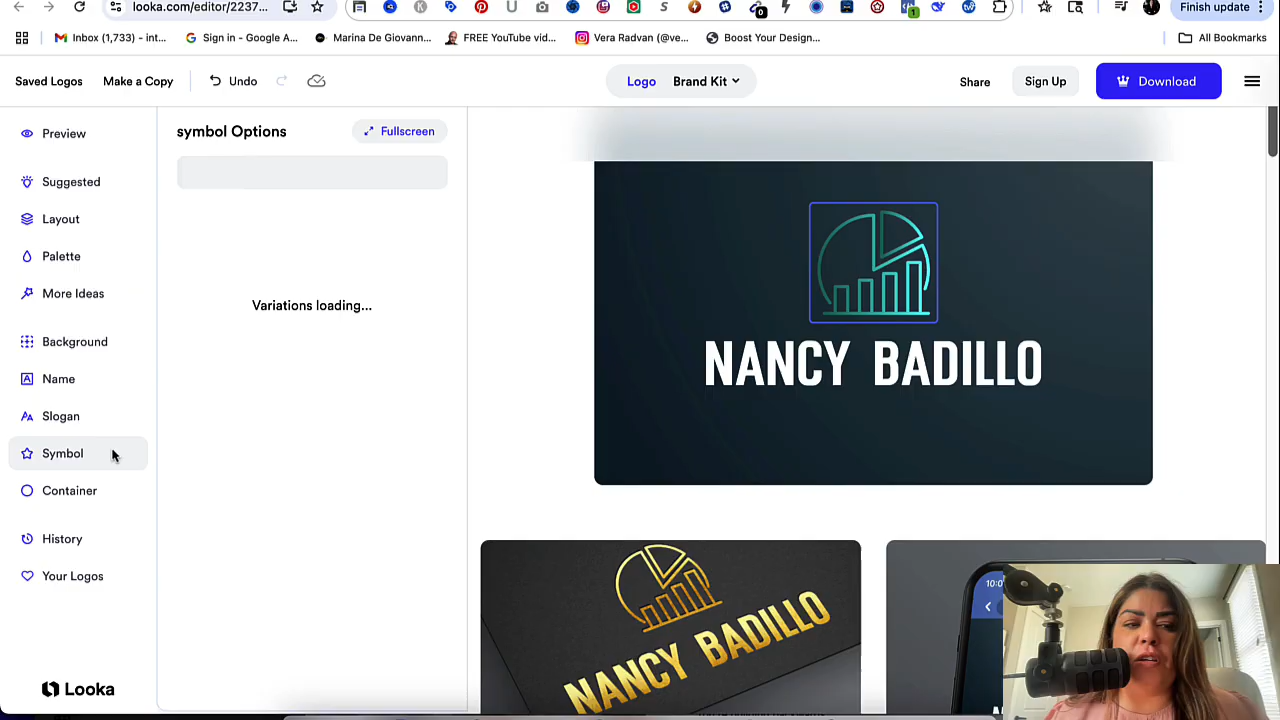 looka.com/editor/2237...
Finish update
Inbox (1,733) – int...
Sign in - Google A...
Marina De Giovann...
FREE YouTube vid...
Vera Radvan (@ve...
Boost Your Design...
All Bookmarks
Saved Logos
Make a Copy
Undo
Logo
Brand Kit
Share
Sign Up
Download
Preview
Suggested
Layout
Palette
More Ideas
Background
Name
Slogan
Symbol
Container
History
Your Logos
Looka
symbol Options
Fullscreen
Variations loading...
NANCY BADILLO
NANCY BADILLO
10:0